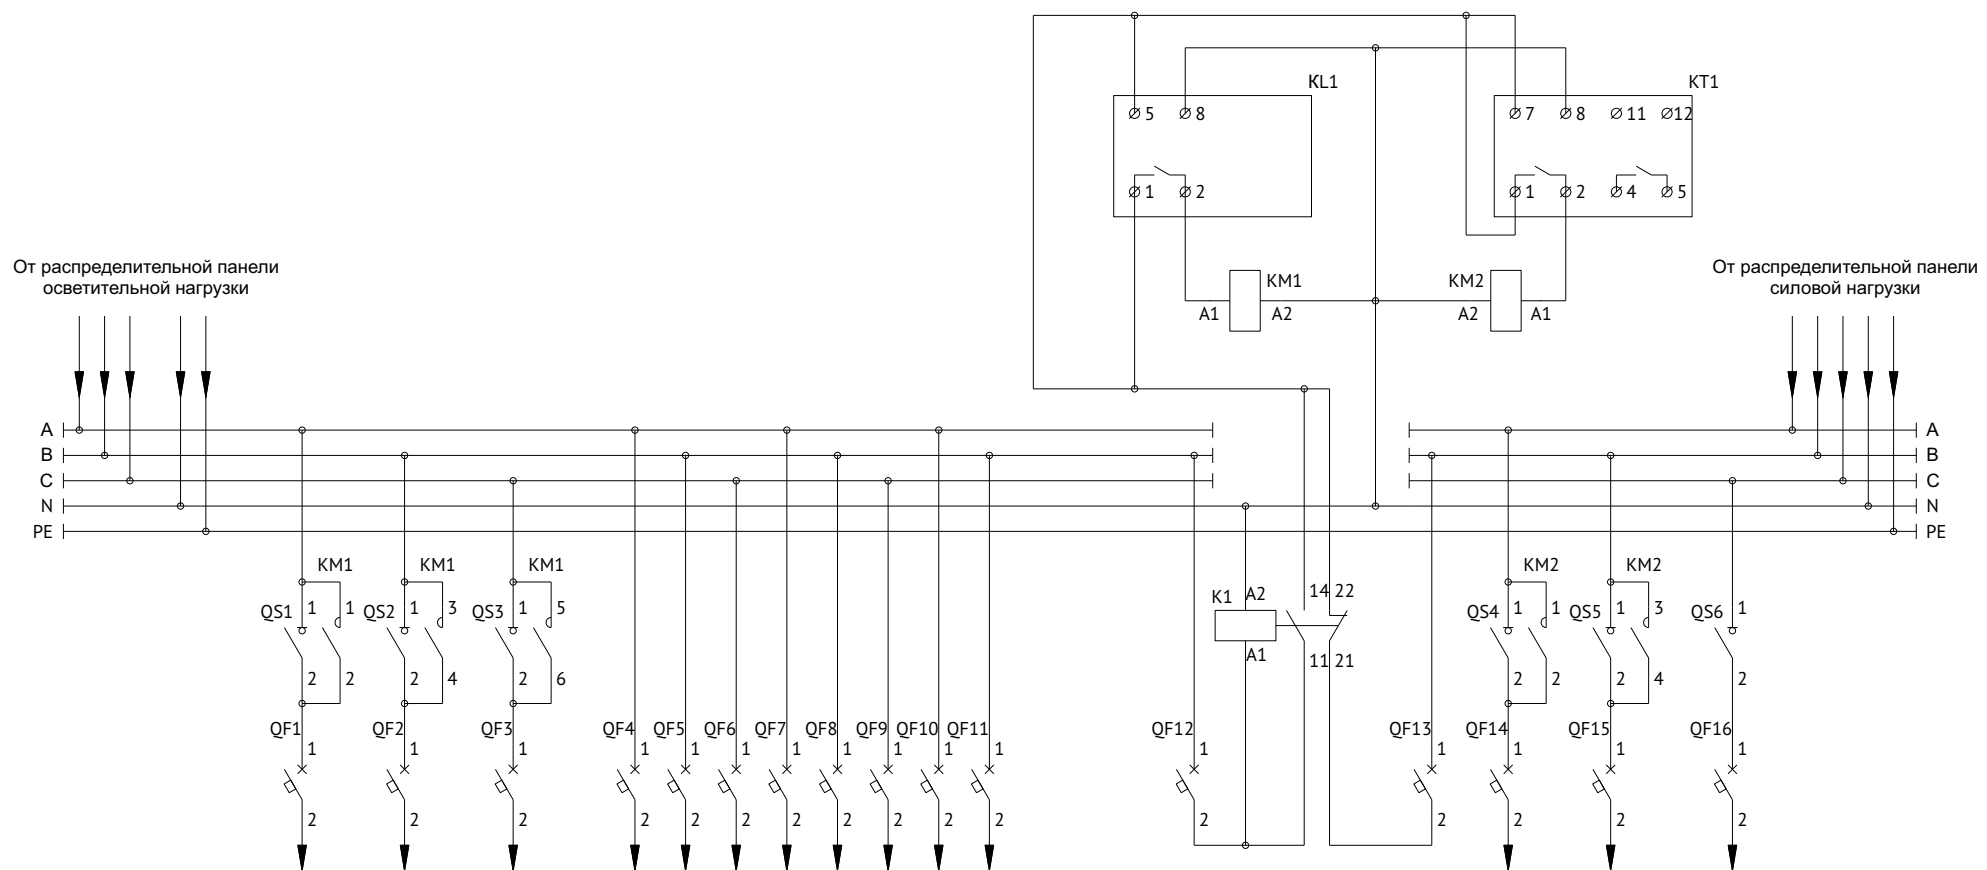 KL1
KT1
5 8
7 8 11 12
1 2
1 2 4 5
От распределительной панели
осветительной нагрузки
От распределительной панели
силовой нагрузки
KM1
KM2
A1 A2
A2 A1
A
A
B
B
C
C
N
N
PE
PE
KM1 KM1 KM1
KM2 KM2
QS1 1 1 QS2 1 3 QS3 1 5
K1 A2 14 22
QS4 1 1 QS5 1 3 QS6 1
A1 11 21
2 2 2 4 2 6
2 2 2 4 2
QF1 QF2 QF3 QF4 QF5 QF6 QF7 QF8 QF9 QF10 QF11 QF12 QF13 QF14 QF15 QF16
1 1 1 1 1 1 1 1 1 1 1 1 1 1 1 1
2 2 2 2 2 2 2 2 2 2 2 2 2 2 2 2